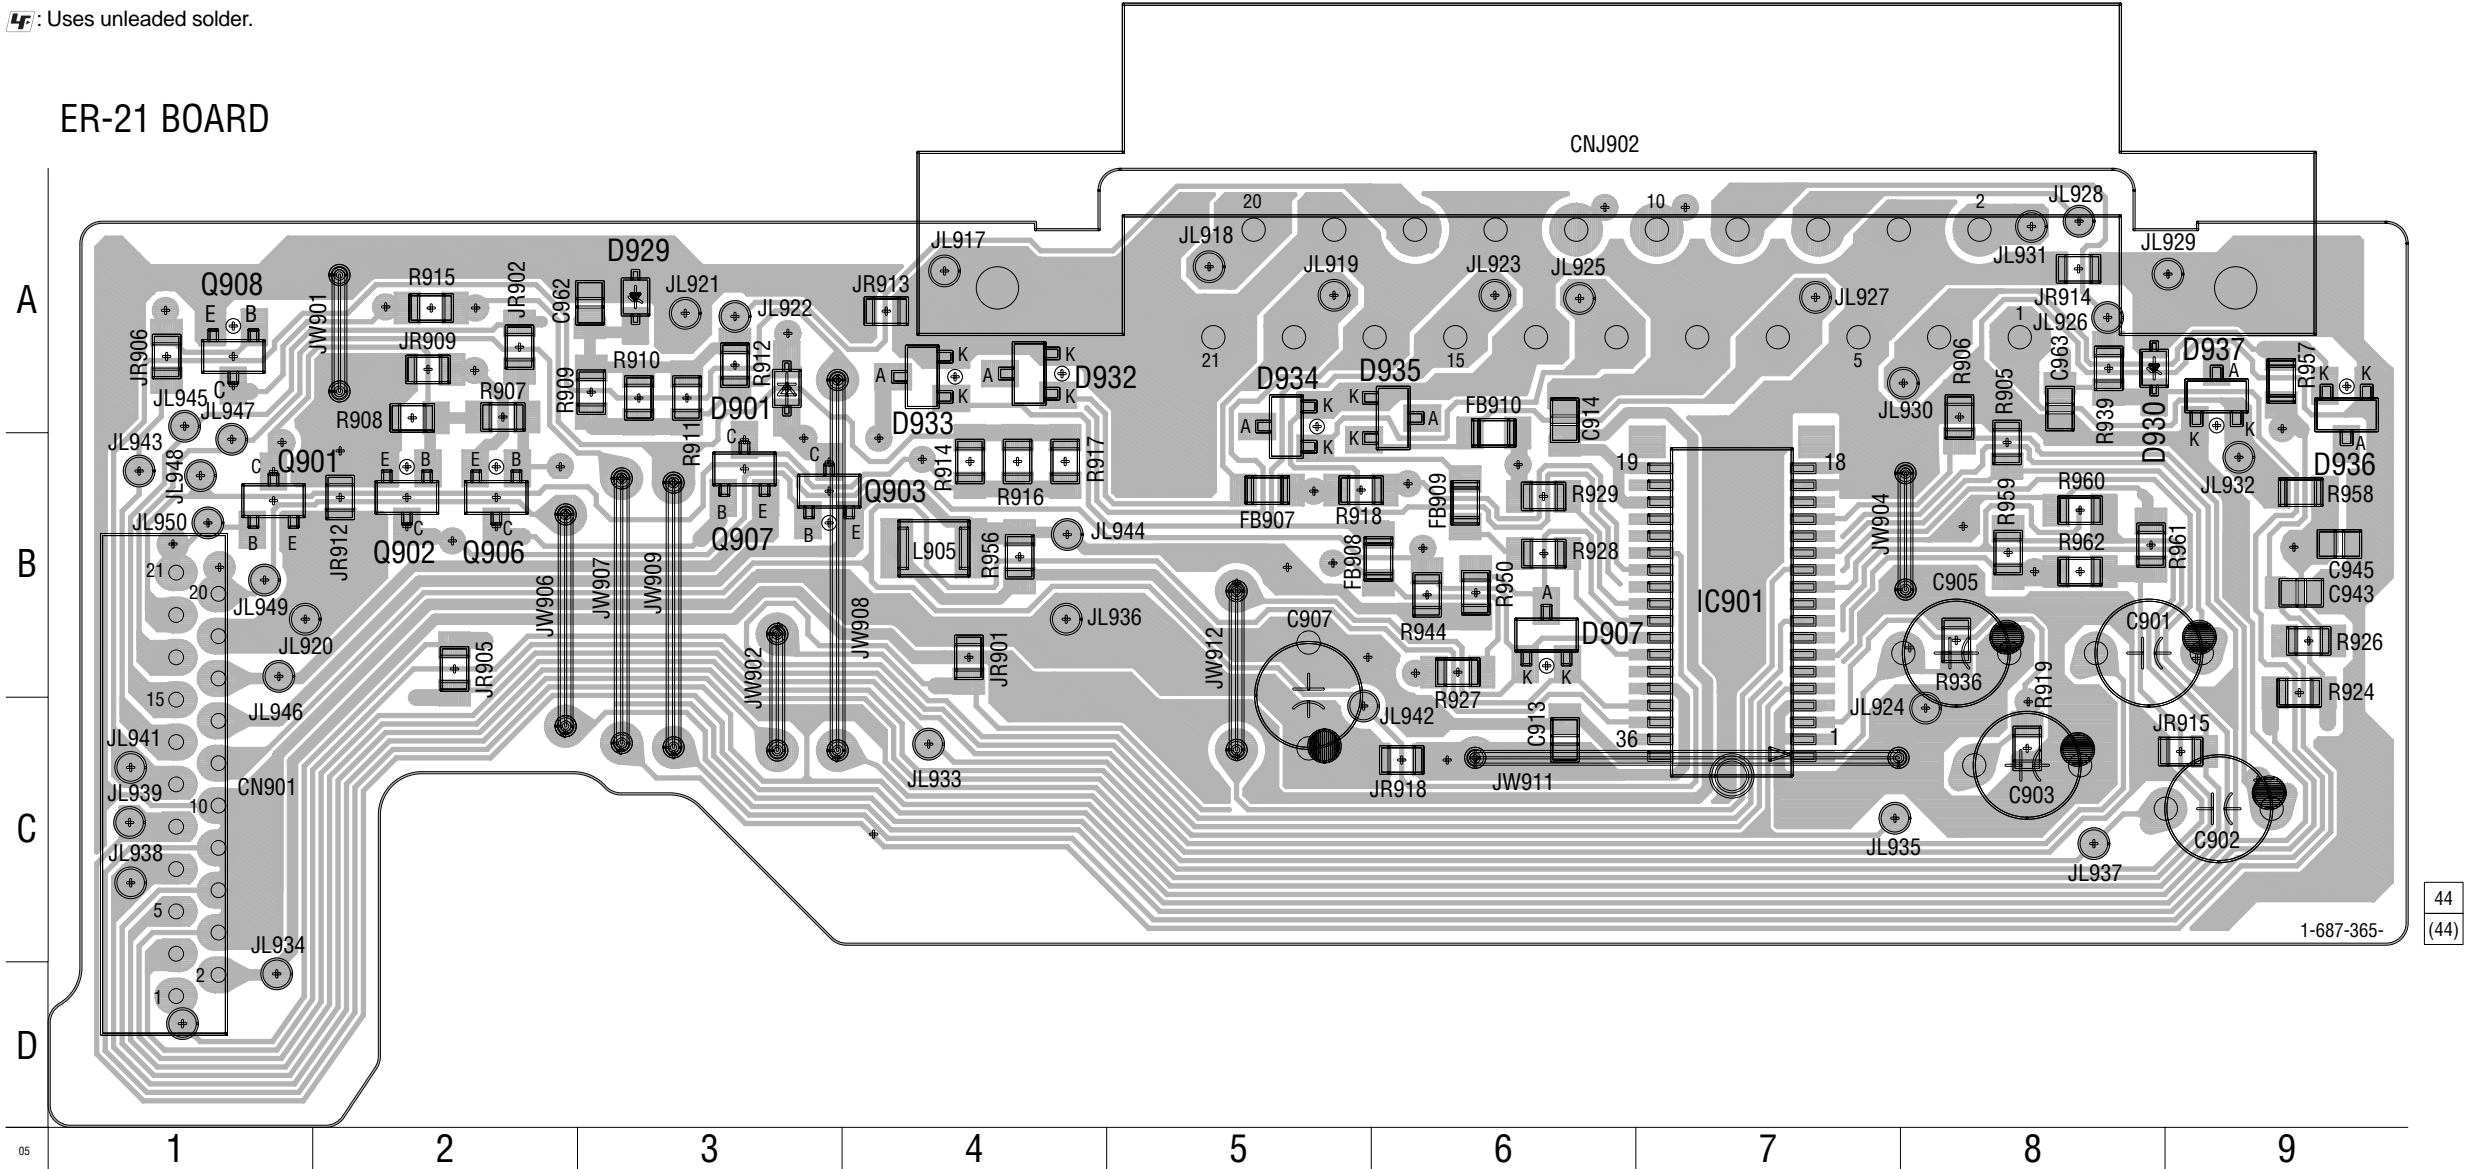 LF : Uses unleaded solder.
ER-21 BOARD
CNJ902
20
10
2
JL928
JL917
JL918
JL931
JL929
D929
JL919
JL923
JL925
Q908
R915
JR902
C962
JL921
JL922
JR913
JL927
JR914
A
E
B
JW901
1
JL926
JR906
JR909
R910
R912
K
K
21
15
5
R906
C963
D937
R957
C
R909
A
A
D932
D934
D935
R905
A
K
K
JL945
JL947
R908
R907
D901
K
K
K
K
FB910
C914
JL930
R939
D930
D933
A
A
K
K
K
K
A
JL943
JL948
C
Q901
E
B
E
B
R911
C
C
R914
R917
19
18
D936
Q903
R916
FB909
R929
JW904
R959
R960
JL932
R958
JL950
B
E
JR912
C
C
B
E
FB907
R918
Q902
Q906
Q907
B
E
L905
R956
JL944
FB908
R928
R962
R961
B
21
20
JL949
JW906
JW907
JW909
R950
A
IC901
C905
C945
C943
JL920
JW908
JL936
C907
R944
D907
C901
JR905
JW902
JR901
JW912
R927
K
K
R936
R919
R926
15
JL946
JL942
C913
JL924
R924
JL941
36
1
JR915
CN901
JL933
JR918
JW911
JL939
10
C903
C
JL938
JL935
C902
JL937
5
44
JL934
1-687-365-
(44)
2
1
D
05
1
2
3
4
5
6
7
8
9